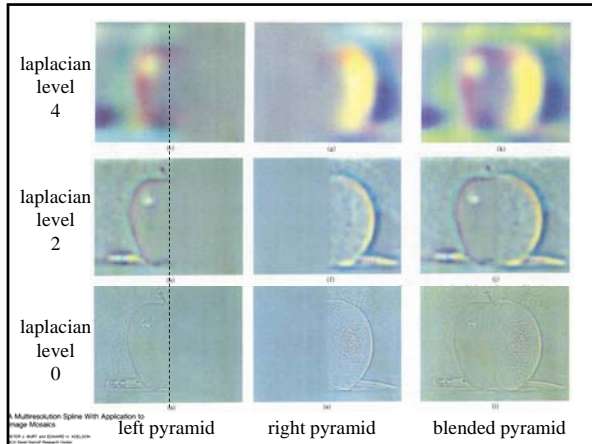 laplacian
level
4
laplacian
level
2
laplacian
level
0
(g)
(k)
(f)
(e)
left pyramid
right pyramid
blended pyramid
A Multiresolution Spline With Application to
Image Mosaics